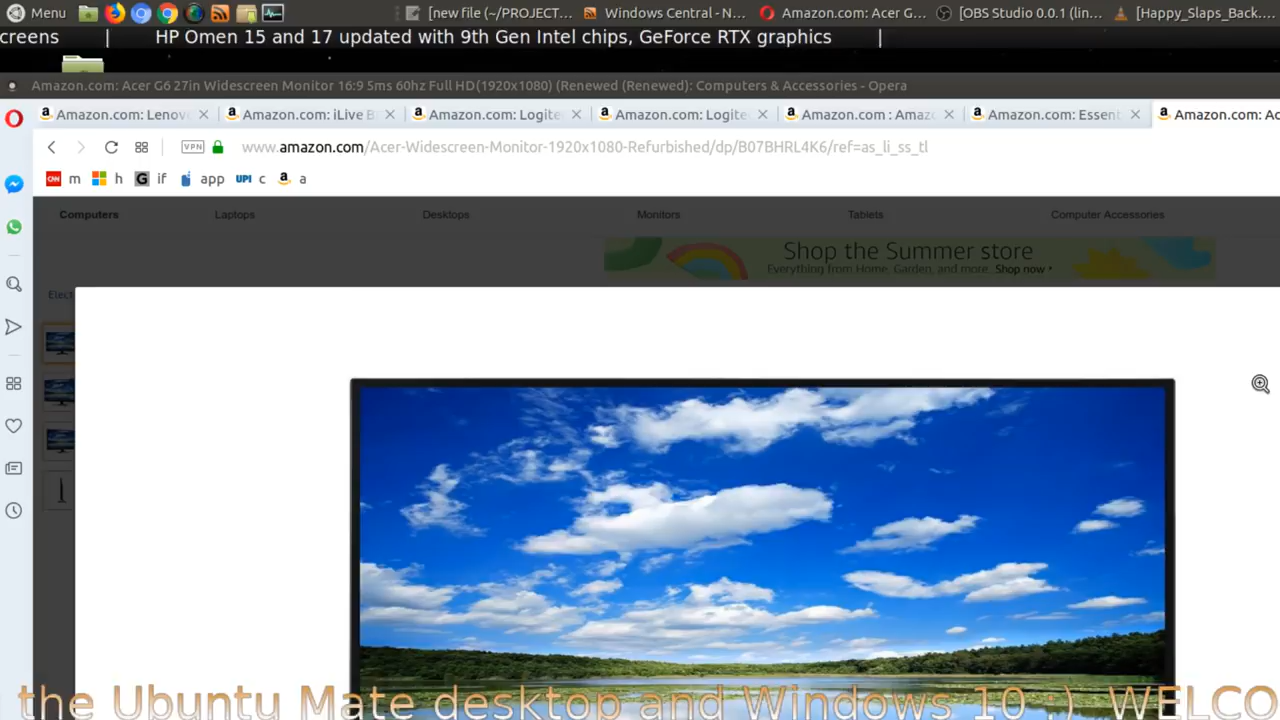 Menu [new file (~/PROJECT... Windows Central - N... Amazon.com: Acer G... [OBS Studio 0.0.1 (lin... [Happy_Slaps_Back....
creens | HP Omen 15 and 17 updated with 9th Gen Intel chips, GeForce RTX graphics |
Amazon.com: Acer G6 27in Widescreen Monitor 16:9 5ms 60hz Full HD(1920x1080) (Renewed (Renewed): Computers & Accessories - Opera
Amazon.com: Lenov Amazon.com: iLive B Amazon.com: Logite Amazon.com: Logite Amazon.com : Amaz Amazon.com: Essent Amazon.com: Ac
VPN www.amazon.com/Acer-Widescreen-Monitor-1920x1080-Refurbished/dp/B07BHRL4K6/ref=as_li_ss_tl
CNN m h G if app UPI c a a
Computers Laptops Desktops Monitors Tablets Computer Accessories
Shop the Summer store
Everything from Home, Garden, and more. Shop now
Elect
the Ubuntu Mate desktop and Windows 10 :) WELCO